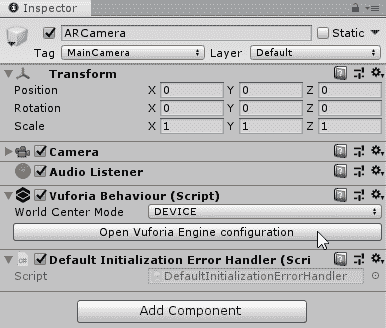 Inspector
ARCamera Static
Tag MainCamera Layer Default
Transform
Position X 0 Y 0 Z 0
Rotation X 0 Y 0 Z 0
Scale X 1 Y 1 Z 1
Camera
Audio Listener
Vuforia Behaviour (Script)
World Center Mode DEVICE
Open Vuforia Engine configuration
Default Initialization Error Handler (Scri
Script DefaultInitializationErrorHandler
Add Component